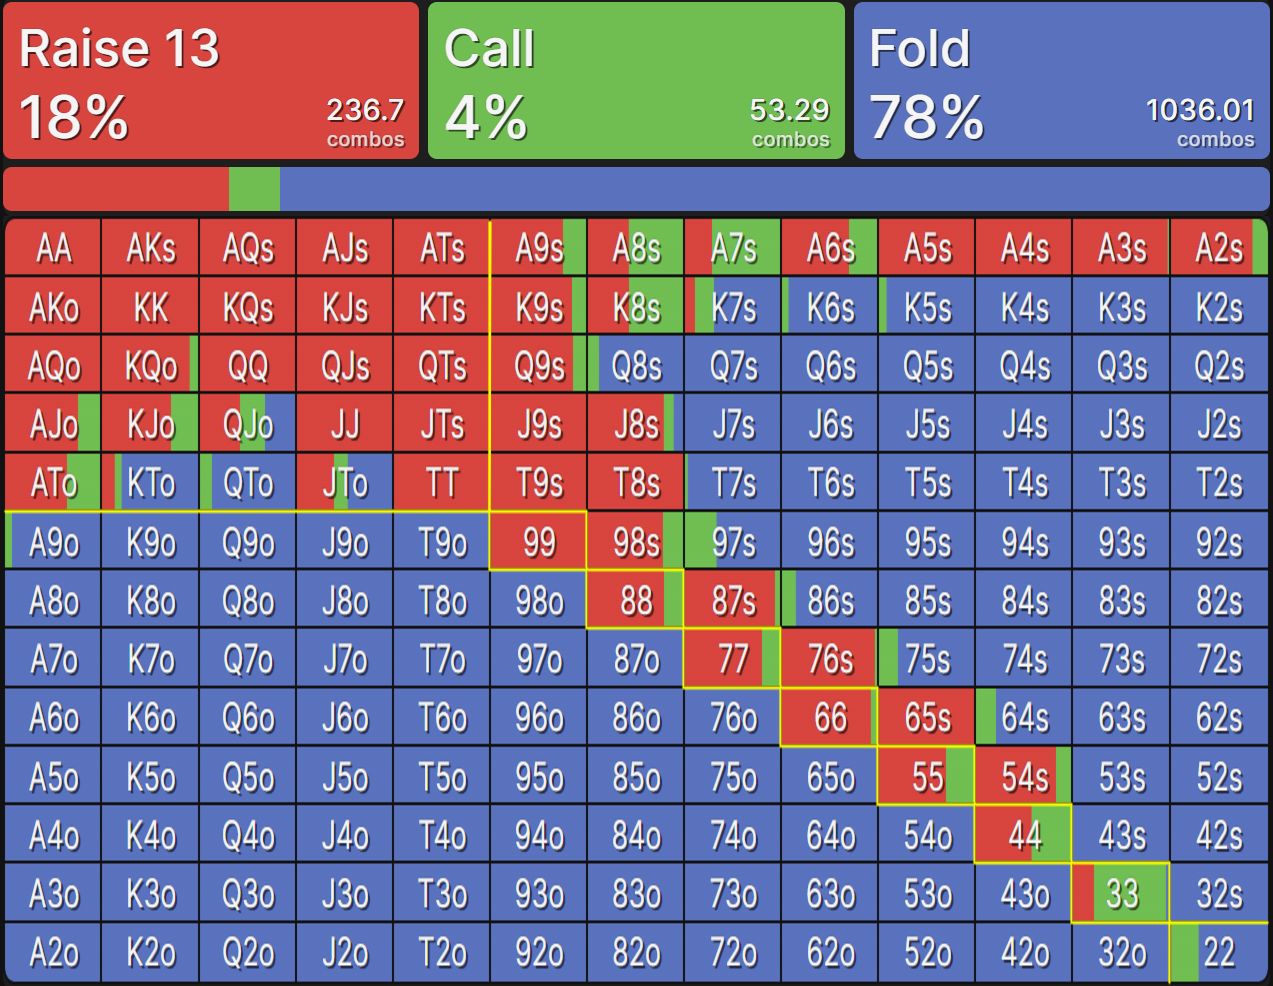 Raise 13 Call Fold
18% 236.7 combos 4% 53.29 combos 78% 1036.01 combos
AA AKs AQs AJs ATs A9s A8s A7s A6s A5s A4s A3s A2s
AKo KK KQs KJs KTs K9s K8s K7s K6s K5s K4s K3s K2s
AQo KQo QQ QJs QTs Q9s Q8s Q7s Q6s Q5s Q4s Q3s Q2s
AJo KJo QJo JJ JTs J9s J8s J7s J6s J5s J4s J3s J2s
ATo KTo QTo JTo TT T9s T8s T7s T6s T5s T4s T3s T2s
A9o K9o Q9o J9o T9o 99 98s 97s 96s 95s 94s 93s 92s
A8o K8o Q8o J8o T8o 98o 88 87s 86s 85s 84s 83s 82s
A7o K7o Q7o J7o T7o 97o 87o 77 76s 75s 74s 73s 72s
A6o K6o Q6o J6o T6o 96o 86o 76o 66 65s 64s 63s 62s
A5o K5o Q5o J5o T5o 95o 85o 75o 65o 55 54s 53s 52s
A4o K4o Q4o J4o T4o 94o 84o 74o 64o 54o 44 43s 42s
A3o K3o Q3o J3o T3o 93o 83o 73o 63o 53o 43o 33 32s
A2o K2o Q2o J2o T2o 92o 82o 72o 62o 52o 42o 32o 22